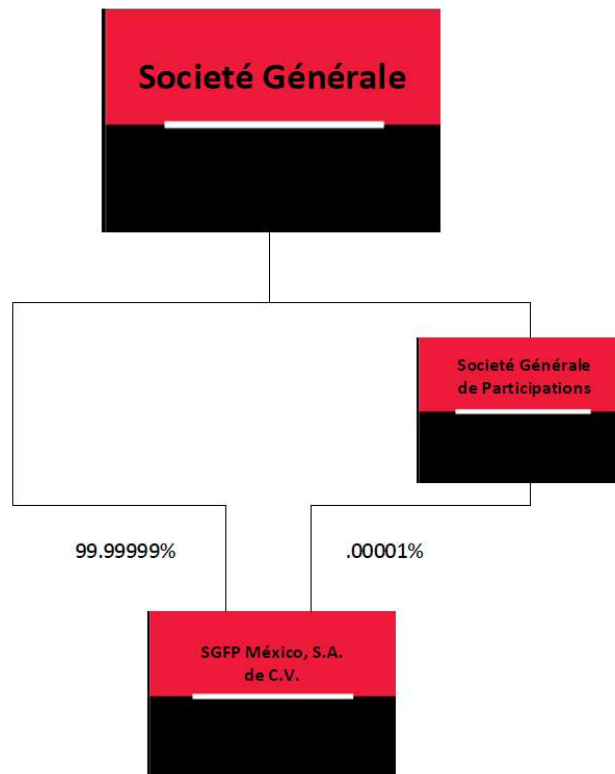 Societé Générale
Societé Générale
de Participations
99.99999%
.00001%
SGFP México, S.A.
de C.V.